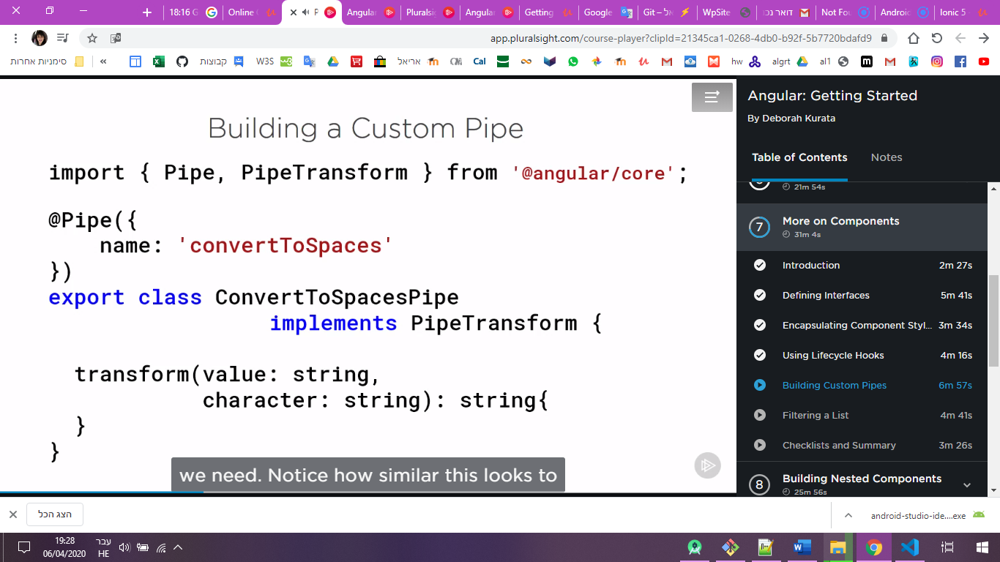 18:16 G
Online (
P
Angular
Pluralsi
Angular
Getting
Google
Git – אל
WpSite
דואר נכנ
Not Fou
Android
Ionic 5 -
app.pluralsight.com/course-player?clipId=21345ca1-0268-4db0-b92f-5b7720bdafd9
סימניות אחרות
«
קבוצות
W3S
אריאל
Cal
hw
algrt
al1
Building a Custom Pipe
import { Pipe, PipeTransform } from '@angular/core';
@Pipe({
name: 'convertToSpaces'
})
export class ConvertToSpacesPipe
implements PipeTransform {
transform(value: string,
character: string): string{
}
}
we need. Notice how similar this looks to
Angular: Getting Started
By Deborah Kurata
Table of Contents
Notes
21m 54s
7
More on Components
31m 4s
Introduction 2m 27s
Defining Interfaces 5m 41s
Encapsulating Component Styl... 3m 34s
Using Lifecycle Hooks 4m 16s
Building Custom Pipes 6m 57s
Filtering a List 4m 41s
Checklists and Summary 3m 26s
8
Building Nested Components
25m 56s
הצג הכל
android-studio-ide....exe
19:28
06/04/2020
עבר
HE